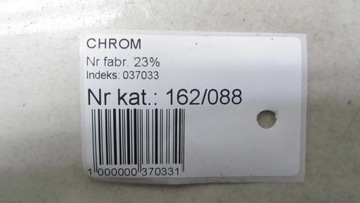 CHROM
Nr fabr. 23%
Indeks: 037033
Nr kat.: 162/088
1 000000 370331